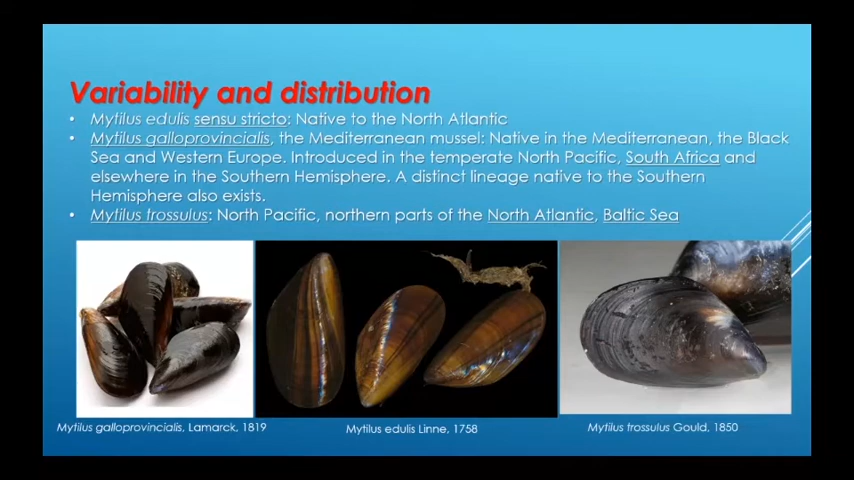 Variability and distribution
• Mytilus edulis sensu stricto: Native to the North Atlantic
• Mytilus galloprovincialis, the Mediterranean mussel: Native in the Mediterranean, the Black
Sea and Western Europe. Introduced in the temperate North Pacific, South Africa and
elsewhere in the Southern Hemisphere. A distinct lineage native to the Southern
Hemisphere also exists.
• Mytilus trossulus: North Pacific, northern parts of the North Atlantic, Baltic Sea
Mytilus galloprovincialis, Lamarck, 1819
Mytilus edulis Linne, 1758
Mytilus trossulus Gould, 1850